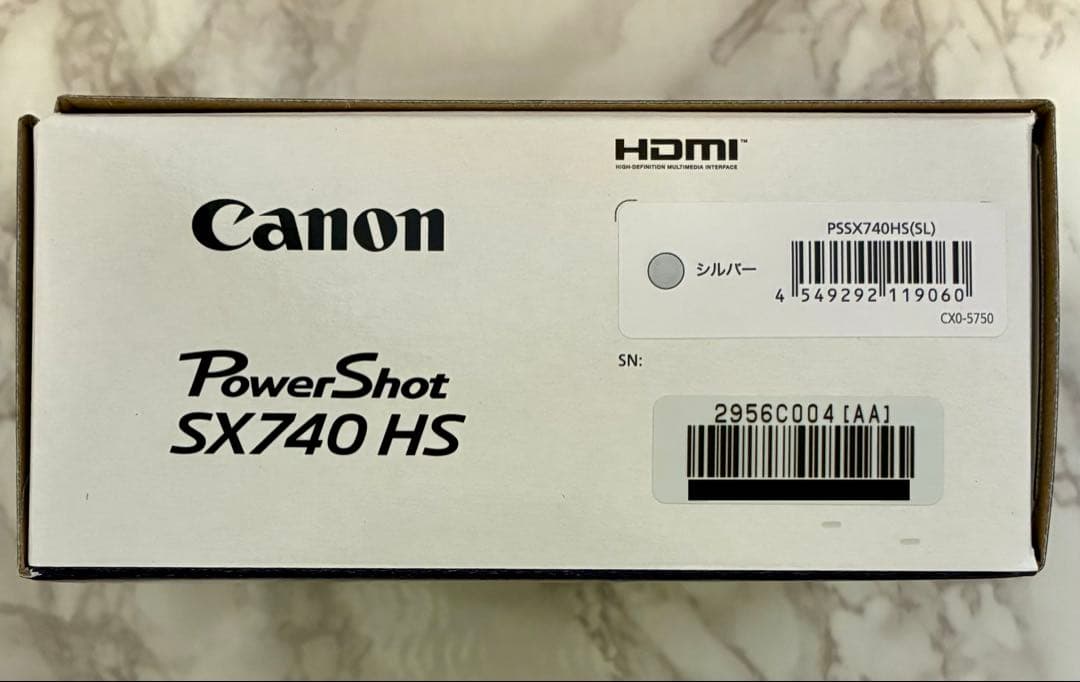 Canon
PowerShot
SX740 HS
HDMI™
HIGH-DEFINITION MULTIMEDIA INTERFACE
PSSX740HS(SL)
シルバー
4 549292 119060
CX0-5750
SN:
2956C004[AA]